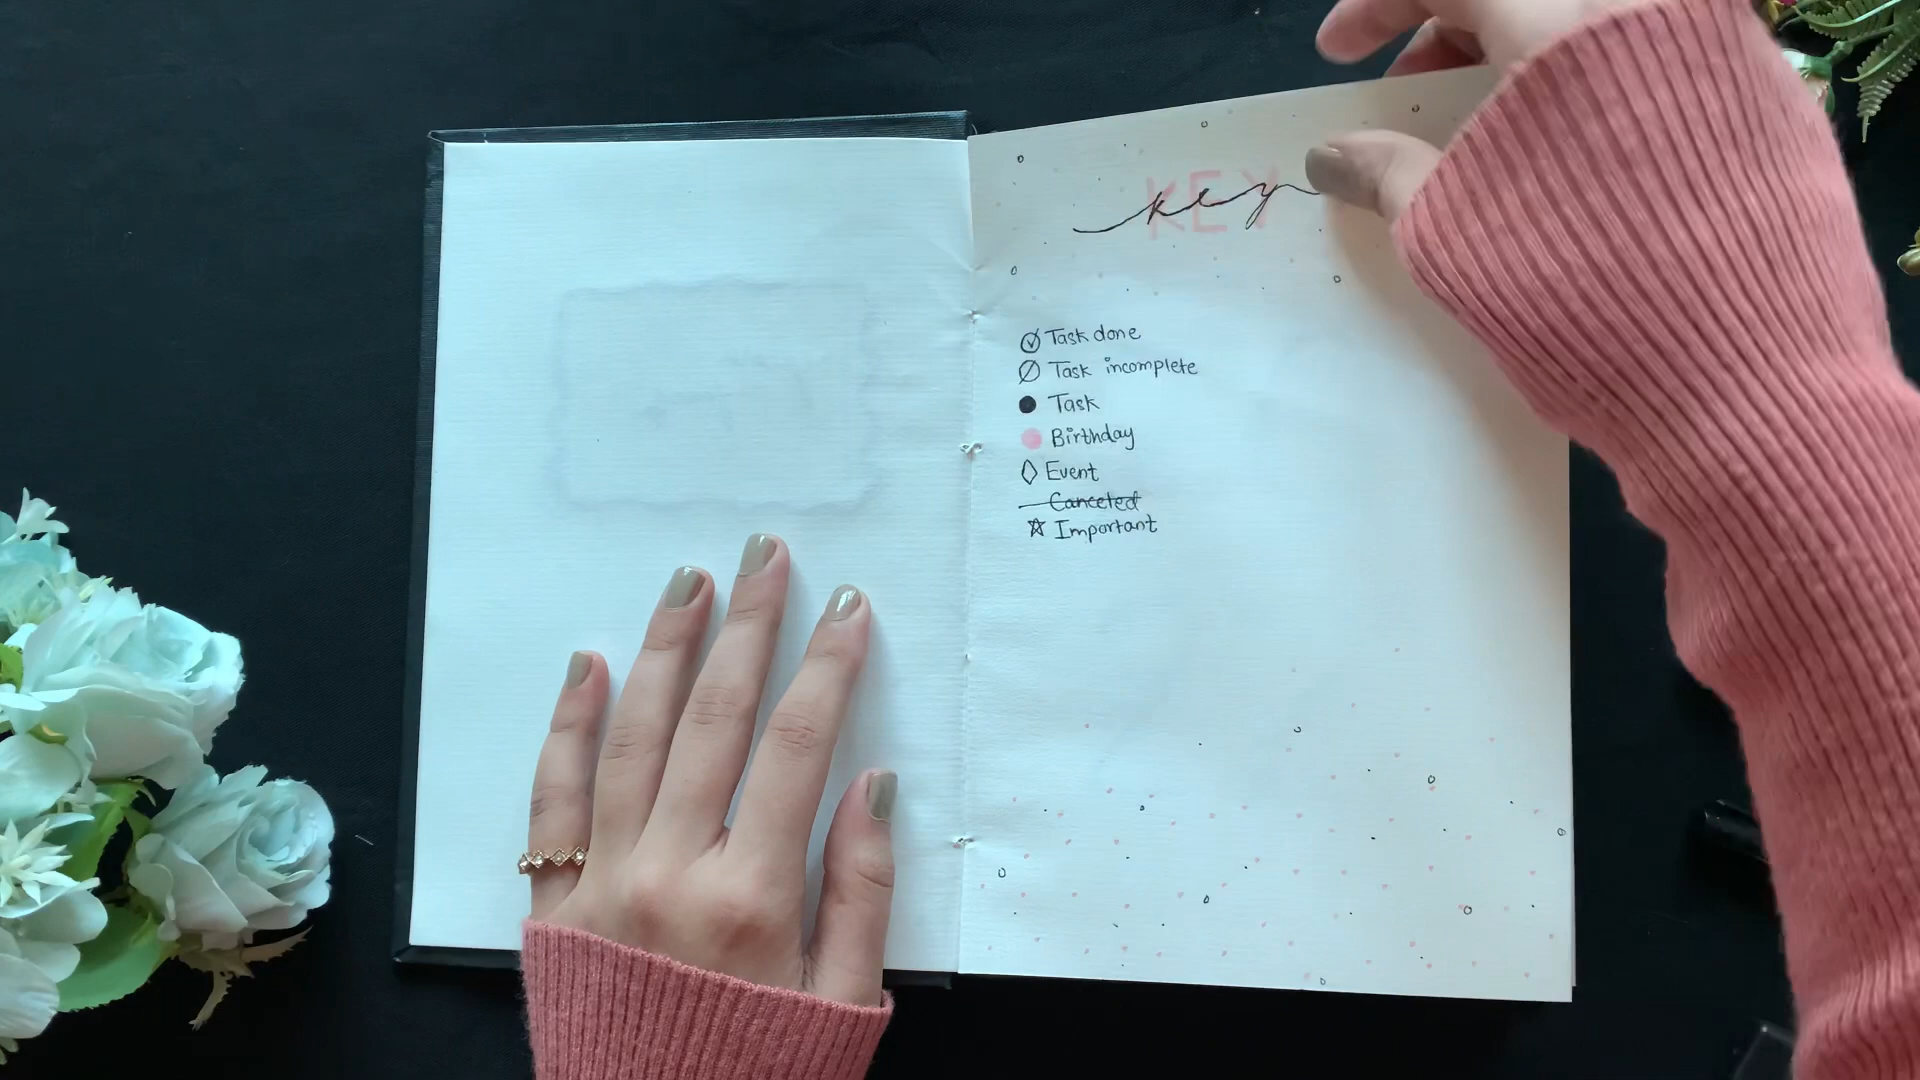 KEY
key
Task done
Task incomplete
Task
Birthday
Event
Canceled
Important